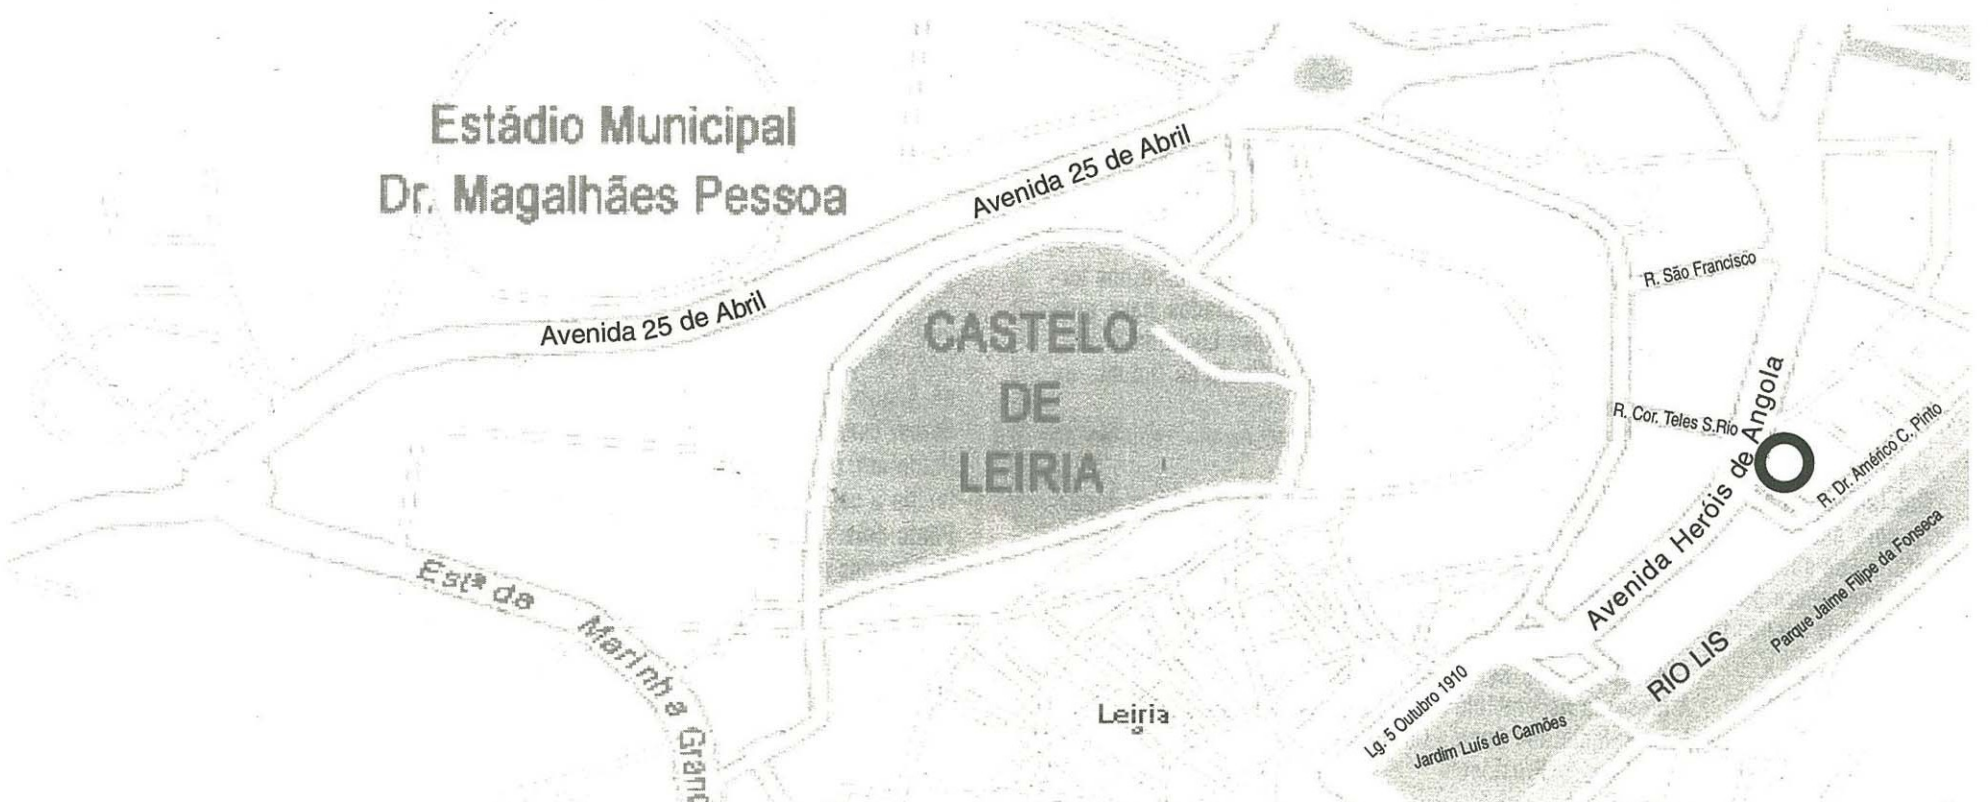 Estádio Municipal
Dr. Magalhães Pessoa
Avenida 25 de Abril
Avenida 25 de Abril
CASTELO
DE
LEIRIA
R. São Francisco
R. Cor. Teles S.Rio
Avenida Heróis de Angola
R. Dr. Américo C. Pinto
Parque Jaime Filipe da Fonseca
RIO LIS
Estª da Marinha Grand
Leiria
Lg. 5 Outubro 1910
Jardim Luís de Camões